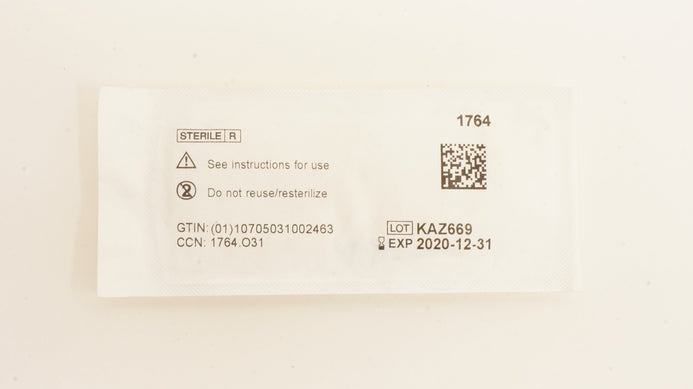 1764
STERILE R
See instructions for use
Do not reuse/resterilize
GTIN: (01)10705031002463
CCN: 1764.O31
LOT KAZ669
EXP 2020-12-31